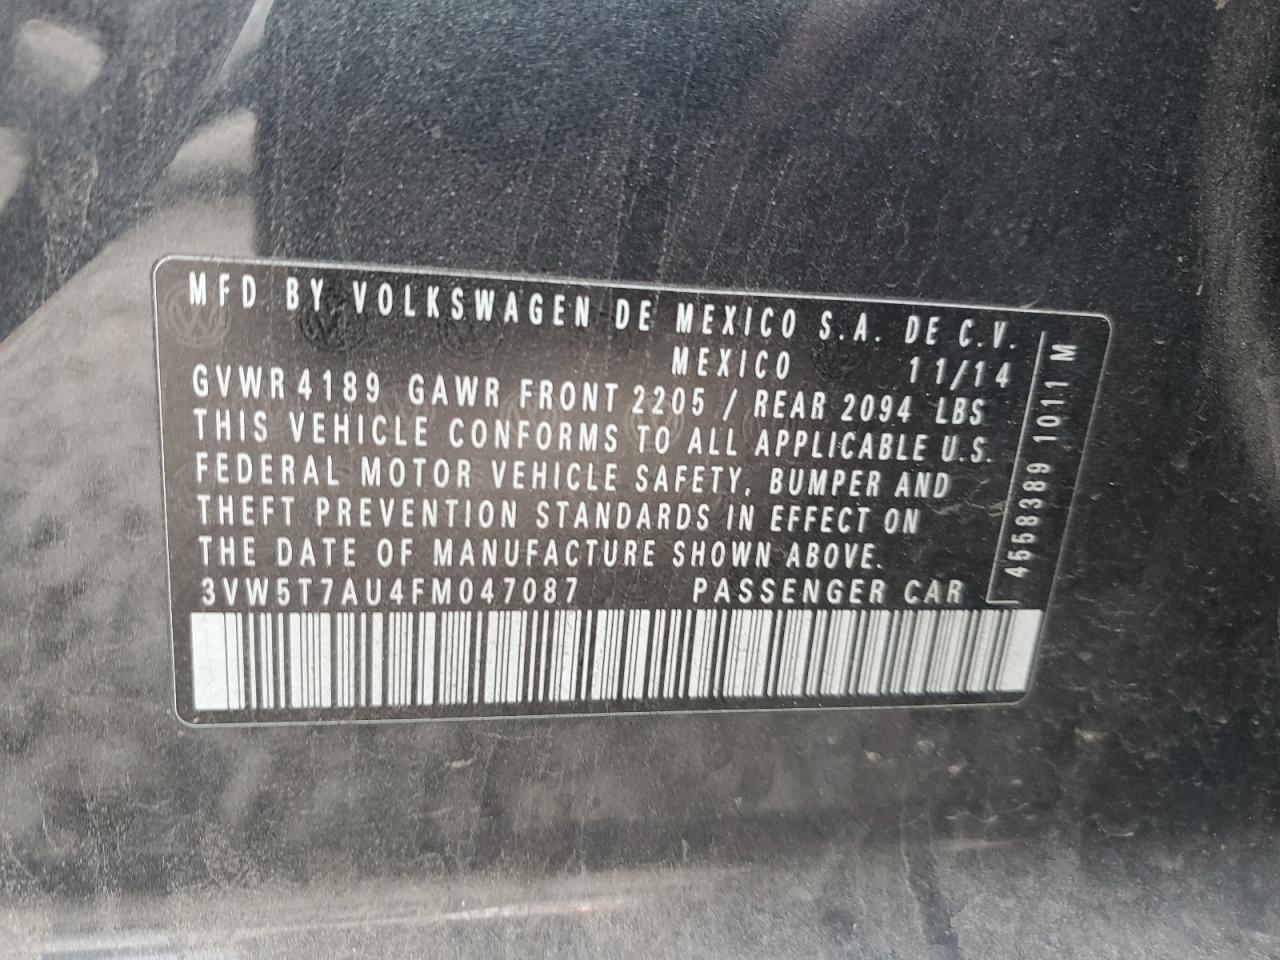 MFD BY VOLKSWAGEN DE MEXICO S.A. DE C.V.
MEXICO 11/14
GVWR 4189 GAWR FRONT 2205 / REAR 2094 LBS
THIS VEHICLE CONFORMS TO ALL APPLICABLE U.S.
FEDERAL MOTOR VEHICLE SAFETY, BUMPER AND
THEFT PREVENTION STANDARDS IN EFFECT ON
THE DATE OF MANUFACTURE SHOWN ABOVE.
3VW5T7AU4FM047087 PASSENGER CAR
4558389 1011 M